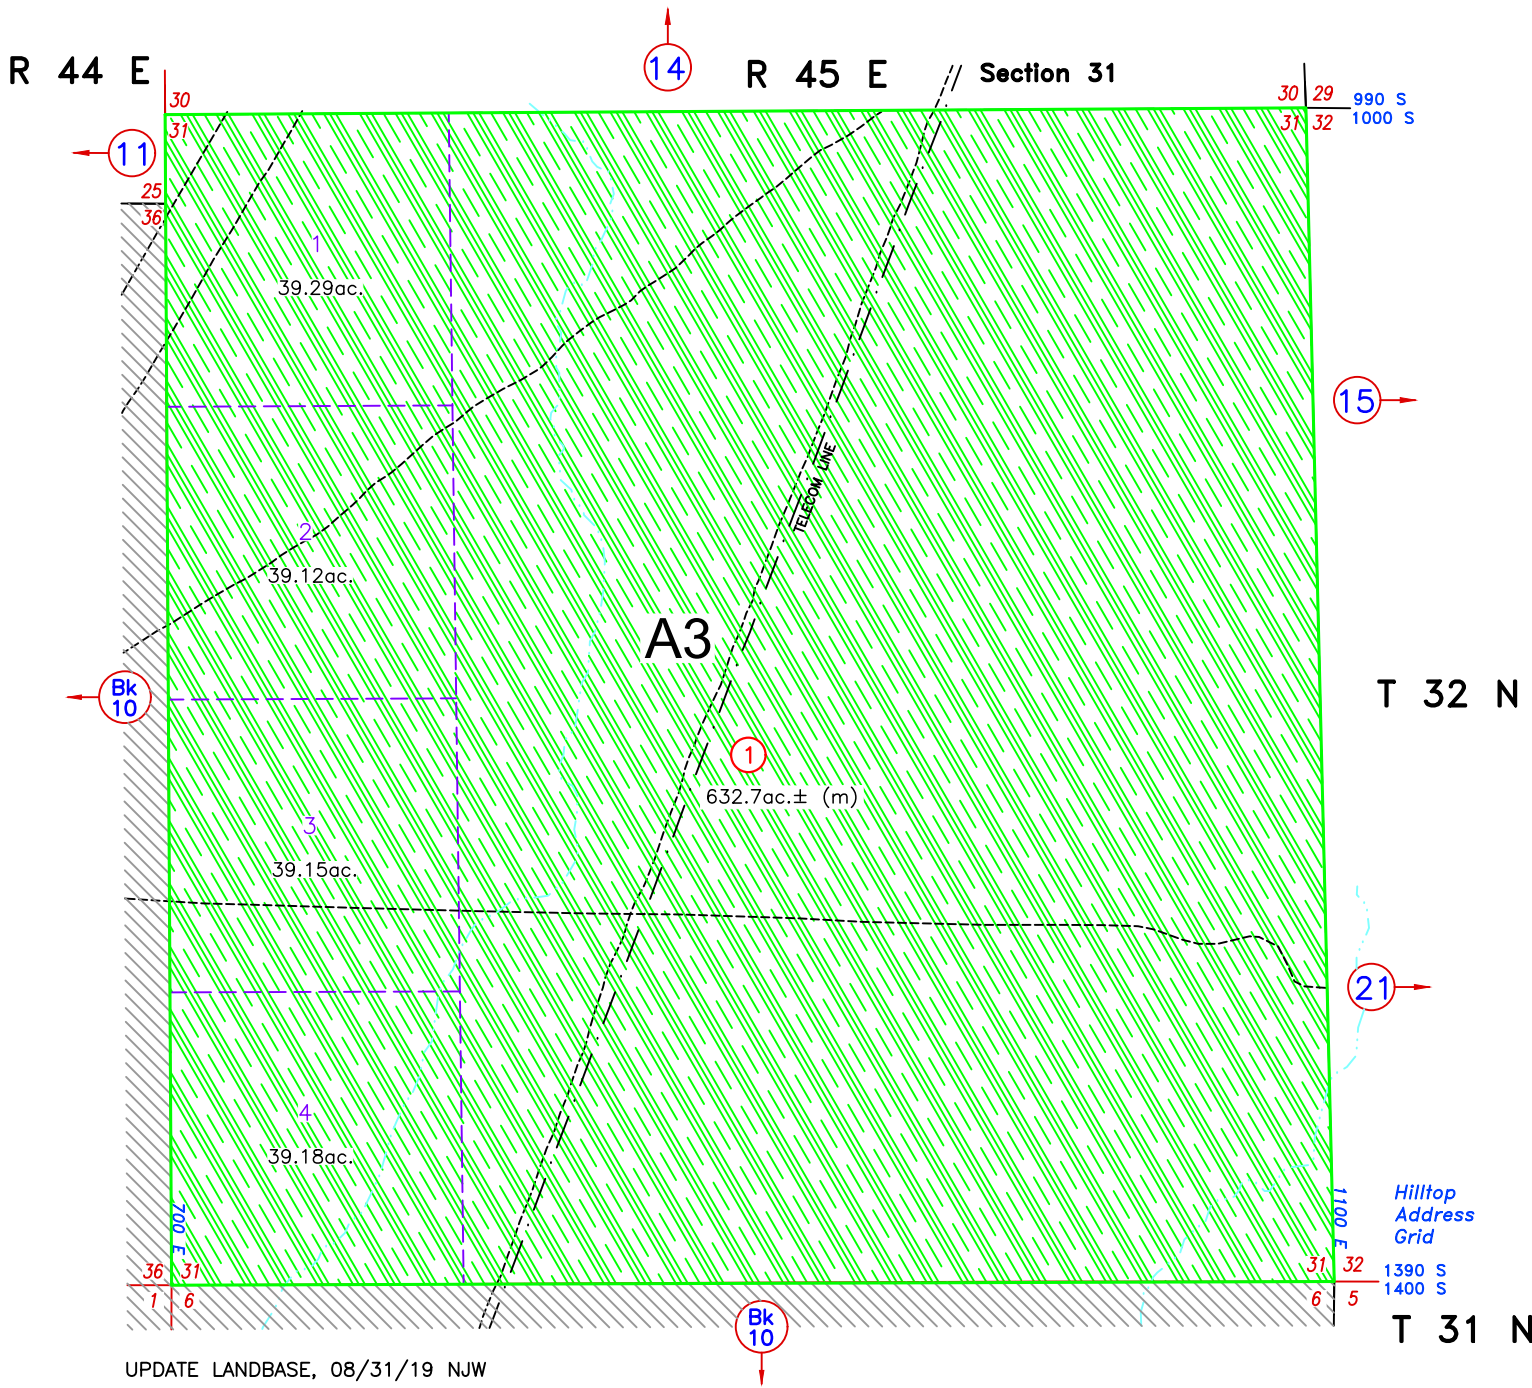 14
R 44 E
R 45 E
Section 31
30
31
30 29
31 32
990 S
1000 S
11
25
36
1
39.29ac.
15
TELECOM LINE
2
39.12ac.
A3
Bk
10
T 32 N
1
632.7ac.± (m)
3
39.15ac.
21
4
39.18ac.
700 E
1100 E
Hilltop
Address
Grid
36 31
1 6
31 32
6 5
1390 S
1400 S
Bk
10
T 31 N
UPDATE LANDBASE, 08/31/19 NJW